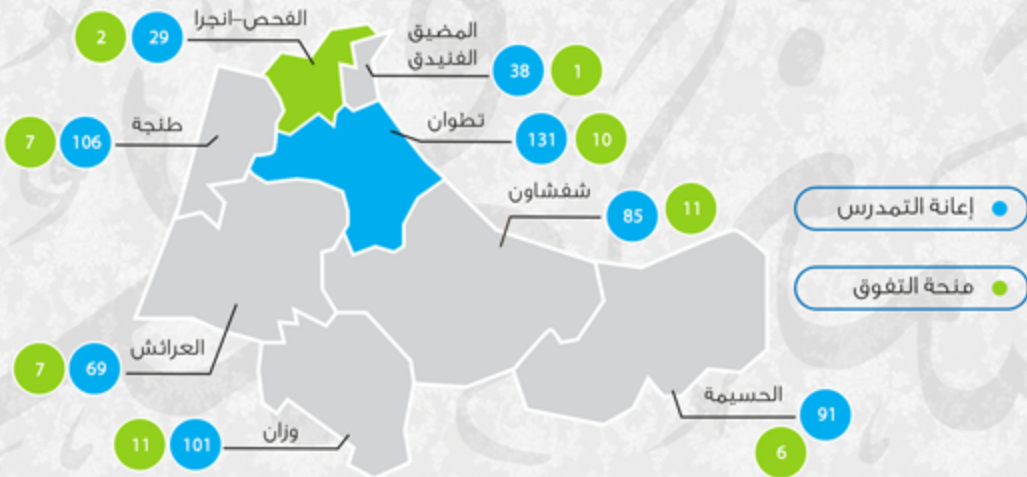 الفحص-انجرا
29
2
المضيق
الفنيدق
38
1
طنجة
106
7
تطوان
131
10
شفشاون
85
11
إعانة التمدرس
منحة التفوق
العرائش
69
7
وزان
101
11
الحسيمة
91
6